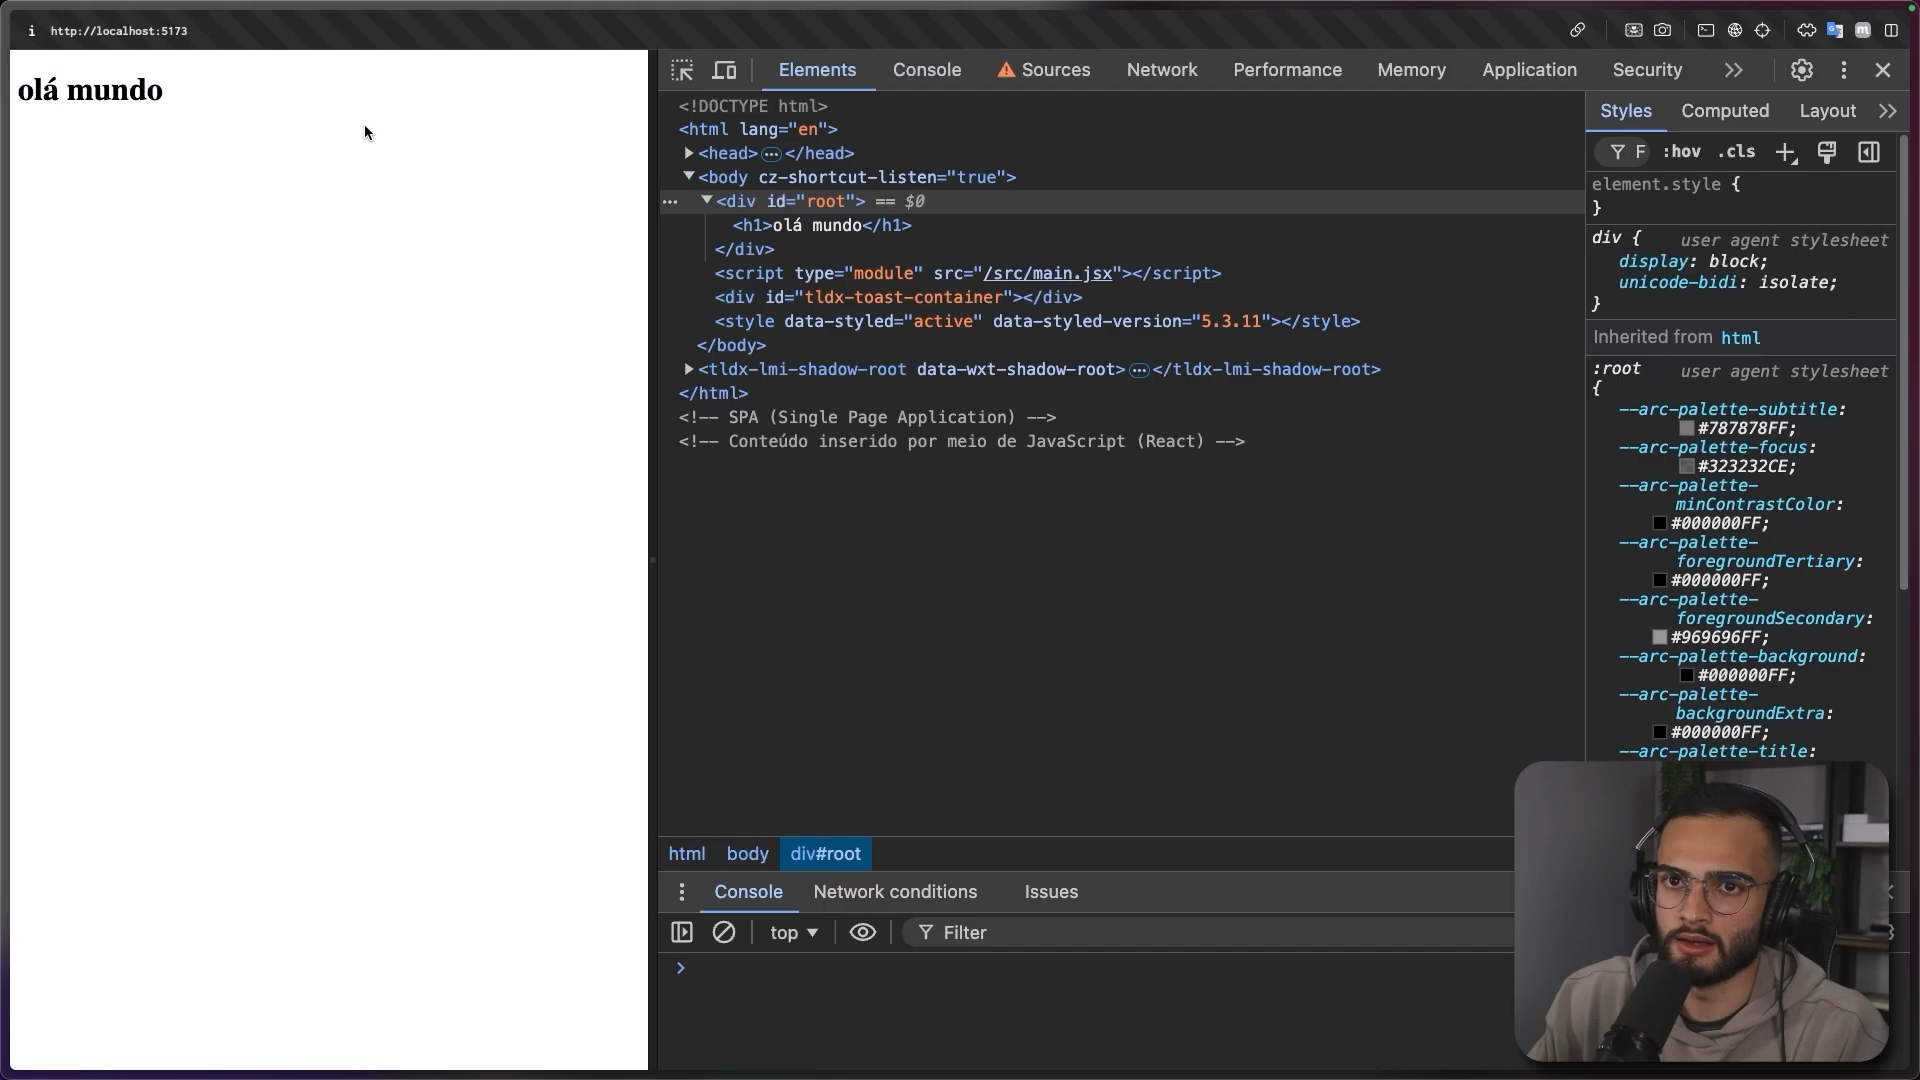 i http://localhost:5173
olá mundo
Elements Console Sources Network Performance Memory Application Security
<!DOCTYPE html>
<html lang="en">
<head> </head>
<body cz-shortcut-listen="true">
<div id="root"> == $0
<h1>olá mundo</h1>
</div>
<script type="module" src="/src/main.jsx"></script>
<div id="tldx-toast-container"></div>
<style data-styled="active" data-styled-version="5.3.11"></style>
</body>
<tldx-lmi-shadow-root data-wxt-shadow-root> </tldx-lmi-shadow-root>
</html>
<!-- SPA (Single Page Application) -->
<!-- Conteúdo inserido por meio de JavaScript (React) -->
html body div#root
Console Network conditions Issues
top Filter
Styles Computed Layout
F :hov .cls
element.style {
}
div { user agent stylesheet
display: block;
unicode-bidi: isolate;
}
Inherited from html
:root user agent stylesheet
{
--arc-palette-subtitle:
#787878FF;
--arc-palette-focus:
#323232CE;
--arc-palette-
minContrastColor:
#000000FF;
--arc-palette-
foregroundTertiary:
#000000FF;
--arc-palette-
foregroundSecondary:
#969696FF;
--arc-palette-background:
#000000FF;
--arc-palette-
backgroundExtra:
#000000FF;
--arc-palette-title: